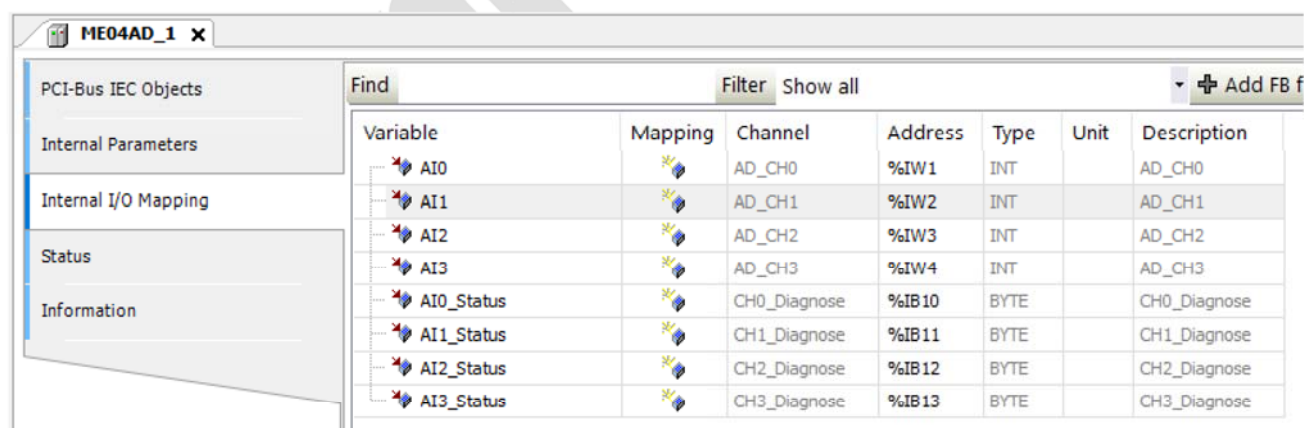 ME04AD_1 x
PCI-Bus IEC Objects
Internal Parameters
Internal I/O Mapping
Status
Information
Find Filter Show all Add FB f
Variable Mapping Channel Address Type Unit Description
AI0 AD_CH0 %IW1 INT AD_CH0
AI1 AD_CH1 %IW2 INT AD_CH1
AI2 AD_CH2 %IW3 INT AD_CH2
AI3 AD_CH3 %IW4 INT AD_CH3
AI0_Status CH0_Diagnose %IB10 BYTE CH0_Diagnose
AI1_Status CH1_Diagnose %IB11 BYTE CH1_Diagnose
AI2_Status CH2_Diagnose %IB12 BYTE CH2_Diagnose
AI3_Status CH3_Diagnose %IB13 BYTE CH3_Diagnose